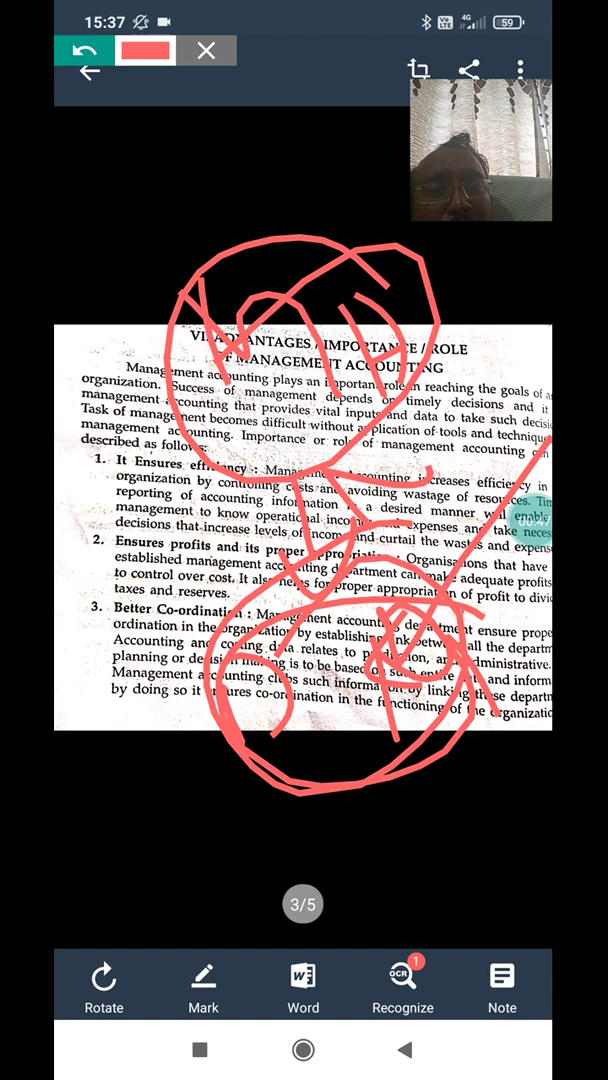 15:37
Vo LTE 4G 59
ADVANTAGES / IMPORTANCE / ROLE
OF MANAGEMENT ACCOUNTING
Management accounting plays an important role in reaching the goals of
organization. Success of management depends on timely decisions and it
management accounting that provides vital inputs and data to take such
Task of management becomes difficult without application of tools and
management accounting. Importance or role of management accounting
described as follows:
1. It Ensures efficiency : Management Accounting increases efficiency in
organization by controlling costs and avoiding wastage of resources.
reporting of accounting information in a desired manner will enable
management to know operational income and expenses and take
decisions that increase levels of income and curtail the wastes and
2. Ensures profits and its proper appropriation : Organisations that have
established management accounting department can make adequate profits
to control over cost. It also helps for proper appropriation of profit to
taxes and reserves.
3. Better Co-ordination : Management accounting department ensure
ordination in the organization by establishing link between all the
Accounting and costing data relates to production, and administrative.
planning or decision making is to be based on such entire and
Management accounting clubs such information by linking these
by doing so it ensures co-ordination in the functioning of the
3/5
OCR 1
Rotate Mark Word Recognize Note